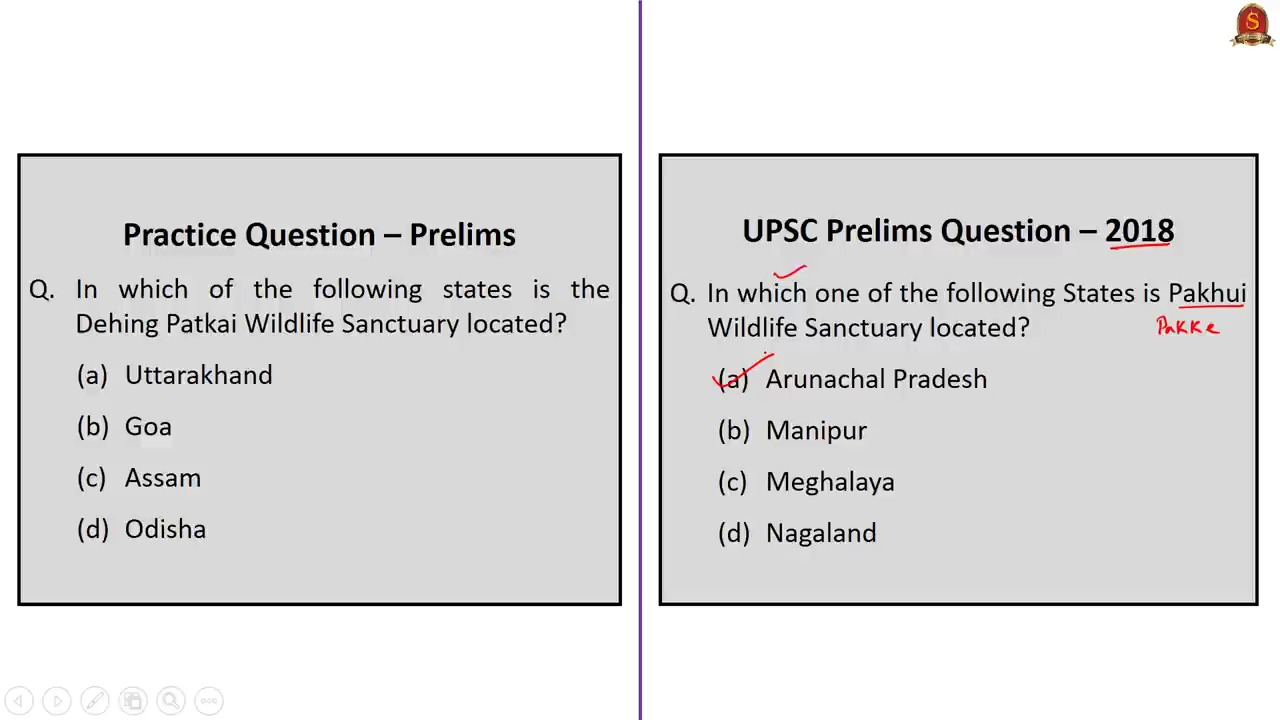 Practice Question – Prelims
Q. In which of the following states is the
Dehing Patkai Wildlife Sanctuary located?
(a) Uttarakhand
(b) Goa
(c) Assam
(d) Odisha
UPSC Prelims Question – 2018
Q. In which one of the following States is Pakhui
Wildlife Sanctuary located?
Pakke
(a) Arunachal Pradesh
(b) Manipur
(c) Meghalaya
(d) Nagaland
S